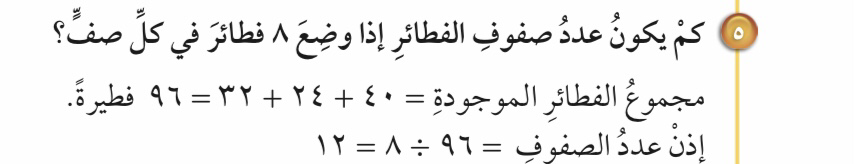 ٥ كمْ يكونُ عددُ صفوفِ الفطائرِ إذا وضِعَ ٨ فطائرَ في كلِّ صفٍّ؟
مجموعُ الفطائرِ الموجودةِ = ٤٠ + ٢٤ + ٣٢ = ٩٦ فطيرةً.
إذنْ عددُ الصفوفِ = ٩٦ ÷ ٨ = ١٢